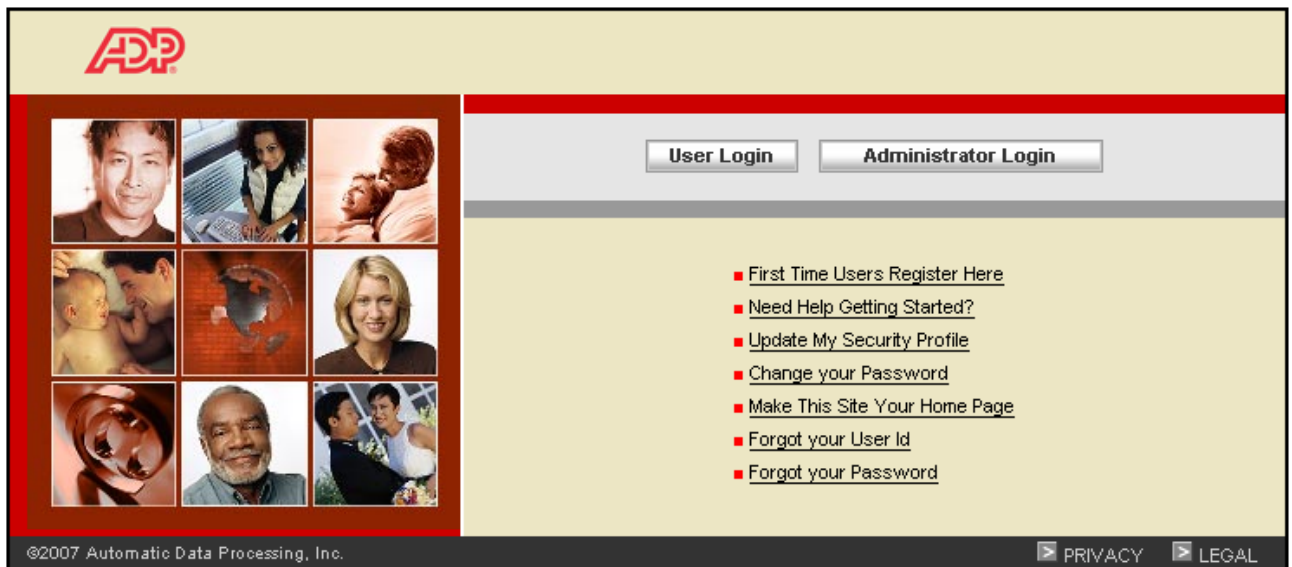 ADP
User Login
Administrator Login
First Time Users Register Here
Need Help Getting Started?
Update My Security Profile
Change your Password
Make This Site Your Home Page
Forgot your User Id
Forgot your Password
©2007 Automatic Data Processing, Inc.
PRIVACY
LEGAL